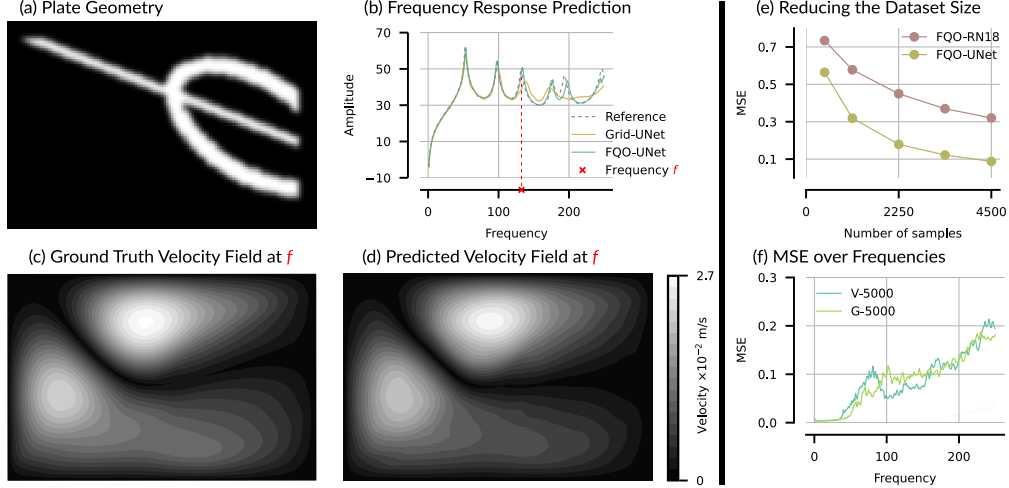 (a) Plate Geometry
(b) Frequency Response Prediction
70
50
30
10
−10
Amplitude
Reference
Grid-UNet
FQO-UNet
Frequency f
0
100
200
Frequency
(c) Ground Truth Velocity Field at f
(d) Predicted Velocity Field at f
2.7
0
Velocity ×10⁻² m/s
(e) Reducing the Dataset Size
FQO-RN18
FQO-UNet
0.7
0.5
0.3
0.1
MSE
0
2250
4500
Number of samples
(f) MSE over Frequencies
V-5000
G-5000
0.3
0.2
0.1
0.0
MSE
0
100
200
Frequency